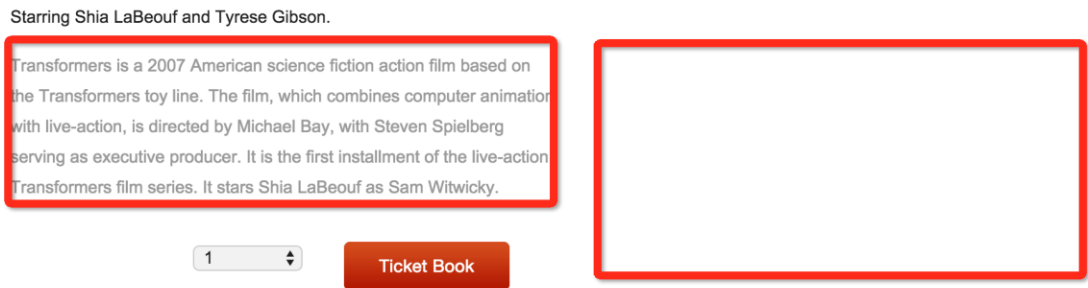 Starring Shia LaBeouf and Tyrese Gibson.
Transformers is a 2007 American science fiction action film based on
the Transformers toy line. The film, which combines computer animation
with live-action, is directed by Michael Bay, with Steven Spielberg
serving as executive producer. It is the first installment of the live-action
Transformers film series. It stars Shia LaBeouf as Sam Witwicky.
1
Ticket Book